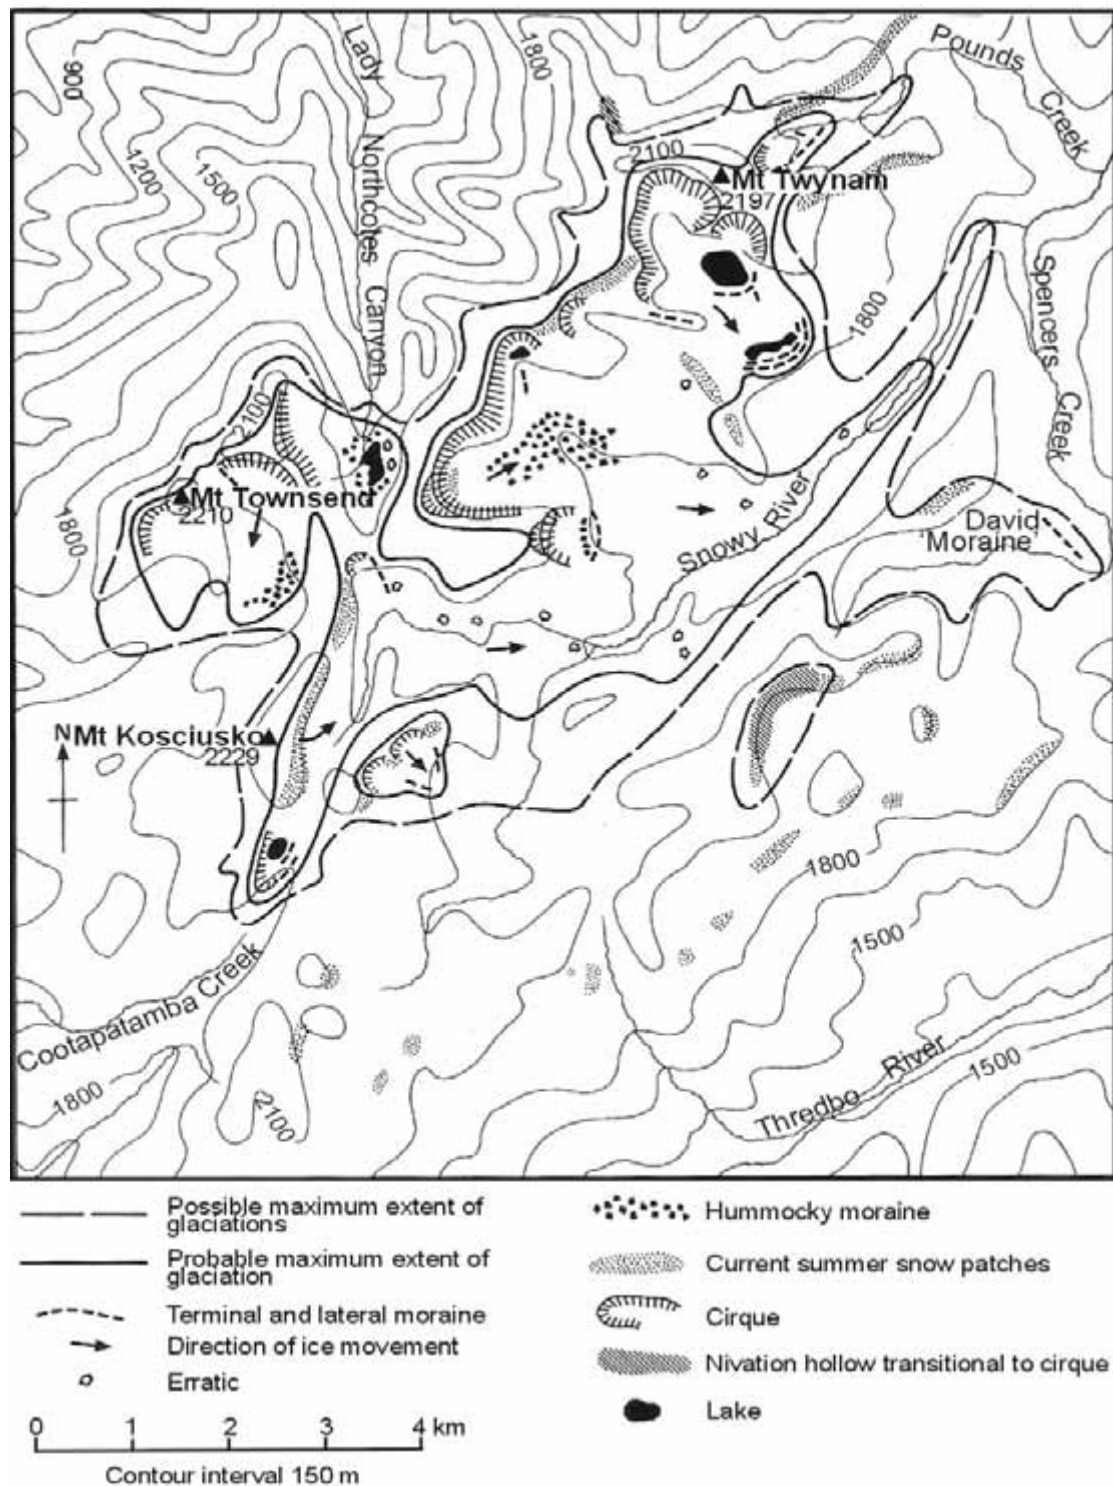 Lady
Northcotes
Canyon
900
1200
1500
1800
Pounds
Creek
2100
Mt Twynam
2197
Spencers
Creek
1800
2100
Mt Townsend
2210
1800
Snowy River
David
'Moraine'
N
Mt Kosciusko
2229
1800
1500
Cootapatamba Creek
1800
2100
Thredbo River
1500
Possible maximum extent of
glaciations
Probable maximum extent of
glaciation
Terminal and lateral moraine
Direction of ice movement
Erratic
0 1 2 3 4 km
Contour interval 150 m
Hummocky moraine
Current summer snow patches
Cirque
Nivation hollow transitional to cirque
Lake